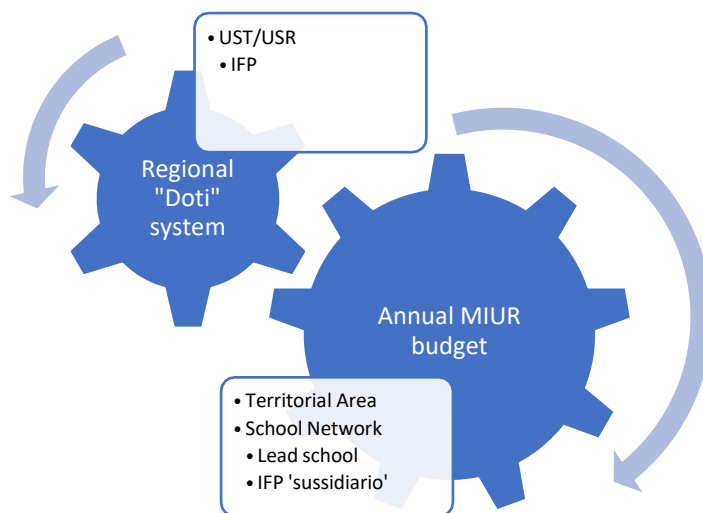 • UST/USR
• IFP
Regional
"Doti"
system
Annual MIUR
budget
• Territorial Area
• School Network
• Lead school
• IFP 'sussidiario'